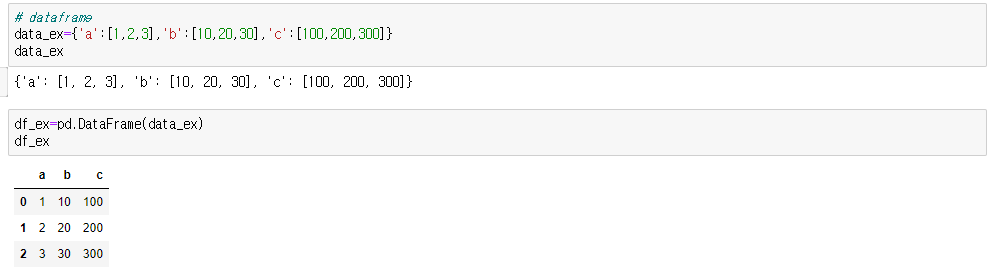 # dataframe
data_ex={'a':[1,2,3],'b':[10,20,30],'c':[100,200,300]}
data_ex
{'a': [1, 2, 3], 'b': [10, 20, 30], 'c': [100, 200, 300]}
df_ex=pd.DataFrame(data_ex)
df_ex
a b c
0 1 10 100
1 2 20 200
2 3 30 300